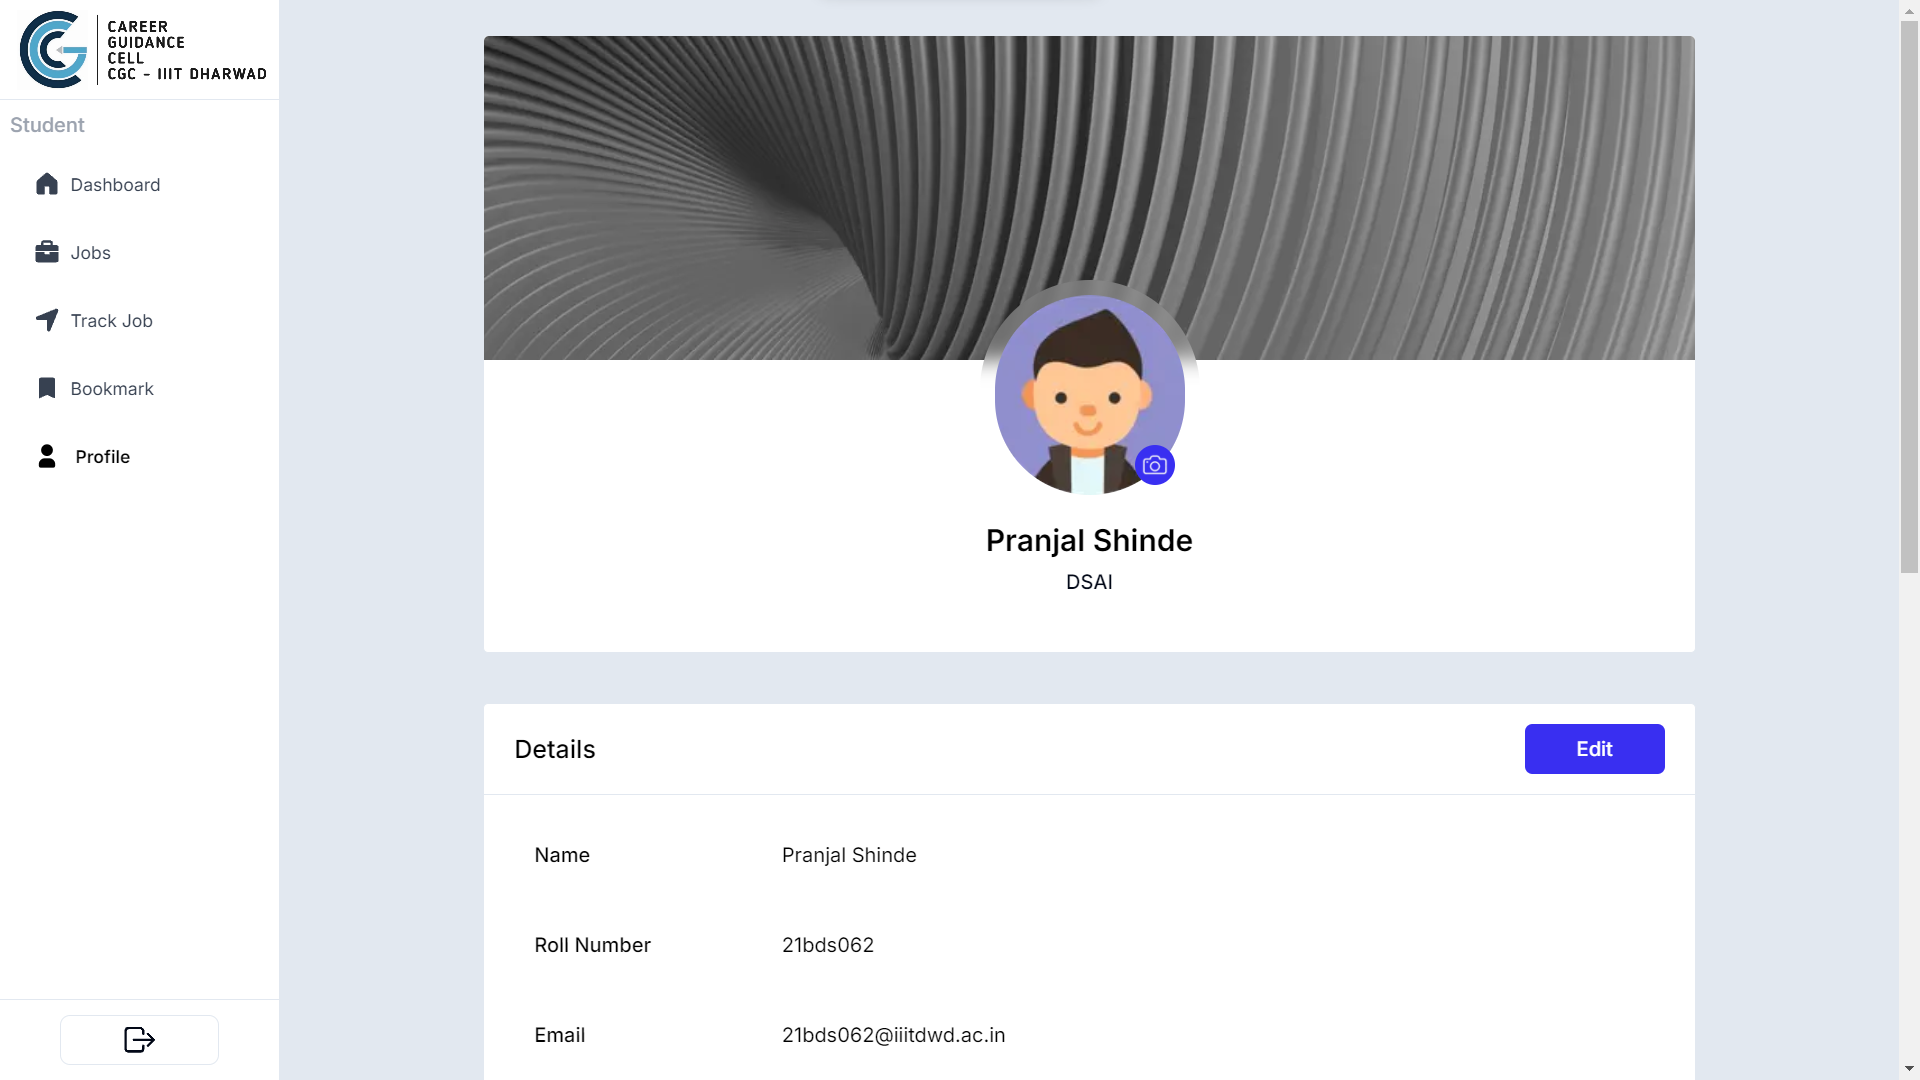 CAREER
GUIDANCE
CELL
CGC - IIIT DHARWAD
Student
Dashboard
Jobs
Track Job
Bookmark
Profile
Pranjal Shinde
DSAI
Details
Edit
Name
Pranjal Shinde
Roll Number
21bds062
Email
21bds062@iiitdwd.ac.in